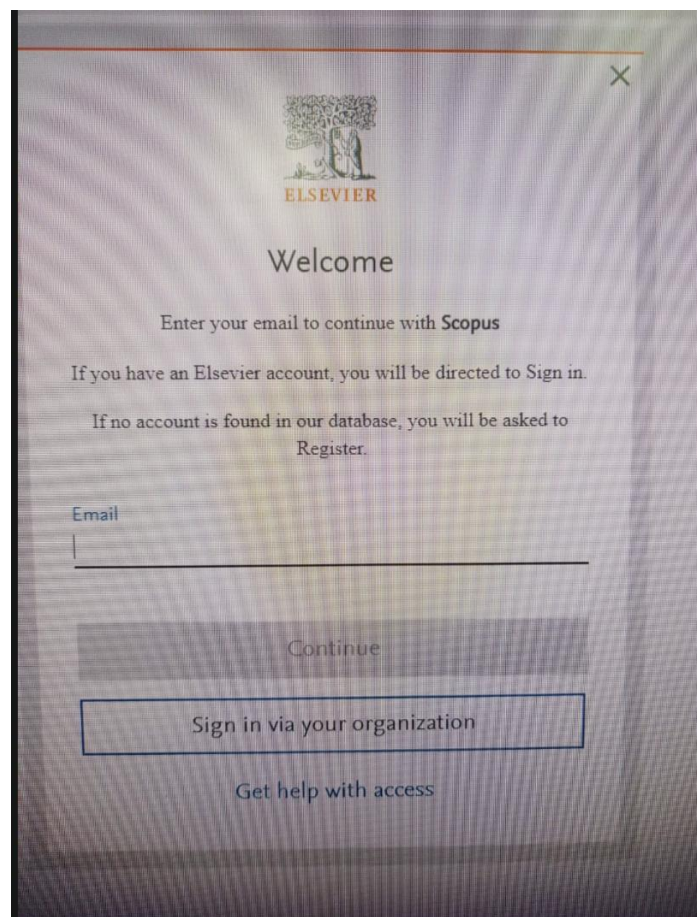 ELSEVIER
Welcome
Enter your email to continue with Scopus
If you have an Elsevier account, you will be directed to Sign in.
If no account is found in our database, you will be asked to
Register.
Email
Continue
Sign in via your organization
Get help with access